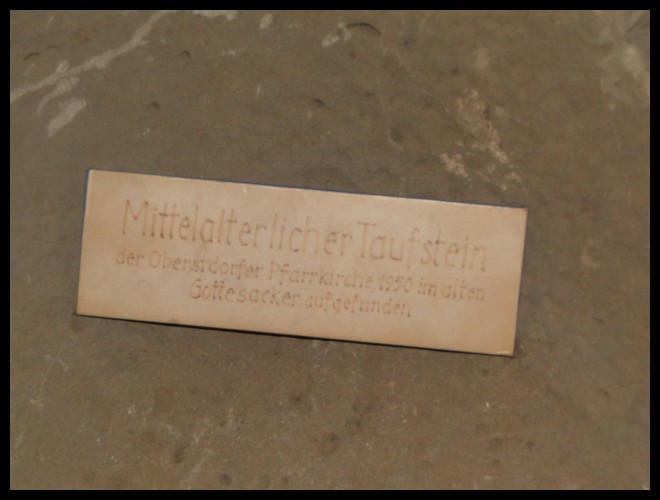 Mittelalterlicher Taufstein
der Oberstdorfer Pfarrkirche, 1950 im alten
Gottesacker aufgefunden